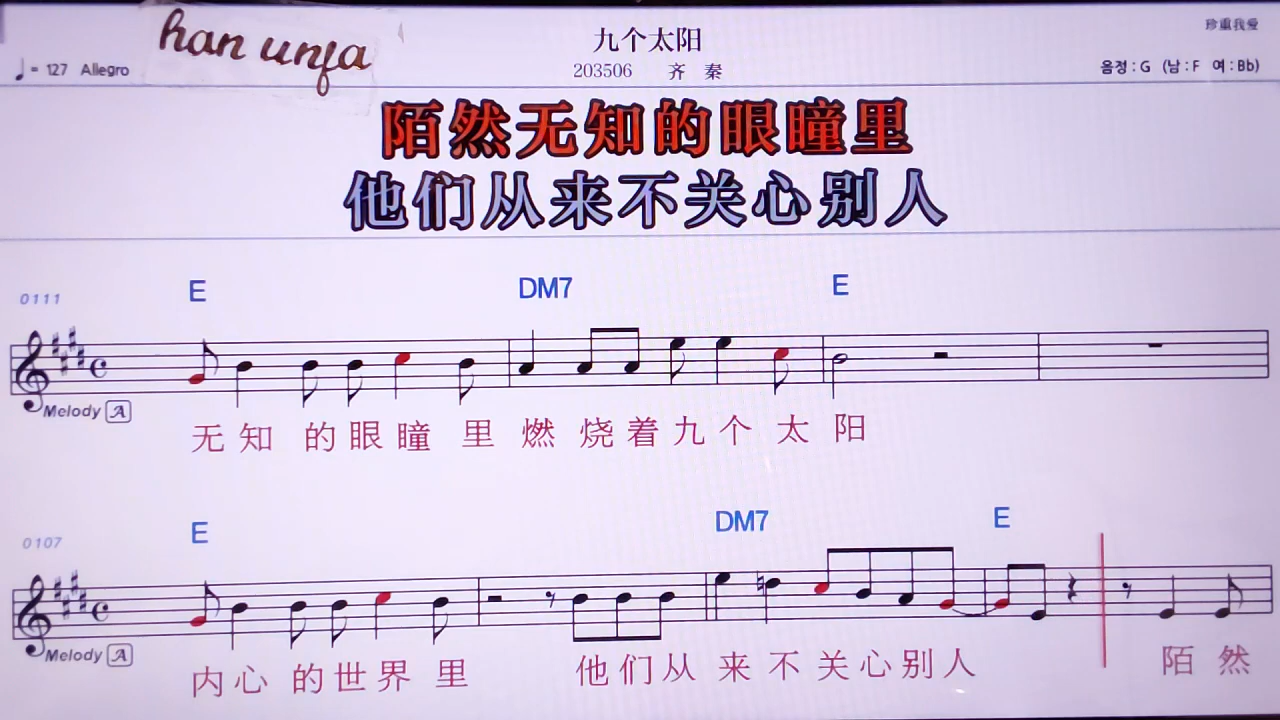 han unfa
九个太阳
珍重我爱
♩= 127 Allegro
203506 齐 秦
음정 : G (남 : F 여 : Bb)
陌然无知的眼瞳里
他们从来不关心别人
E DM7 E
0111
Melody A
无 知 的 眼 瞳 里 燃 烧 着 九 个 太 阳
E DM7 E
0107
Melody A
内 心 的 世 界 里 他 们 从 来 不 关 心 别 人 陌 然